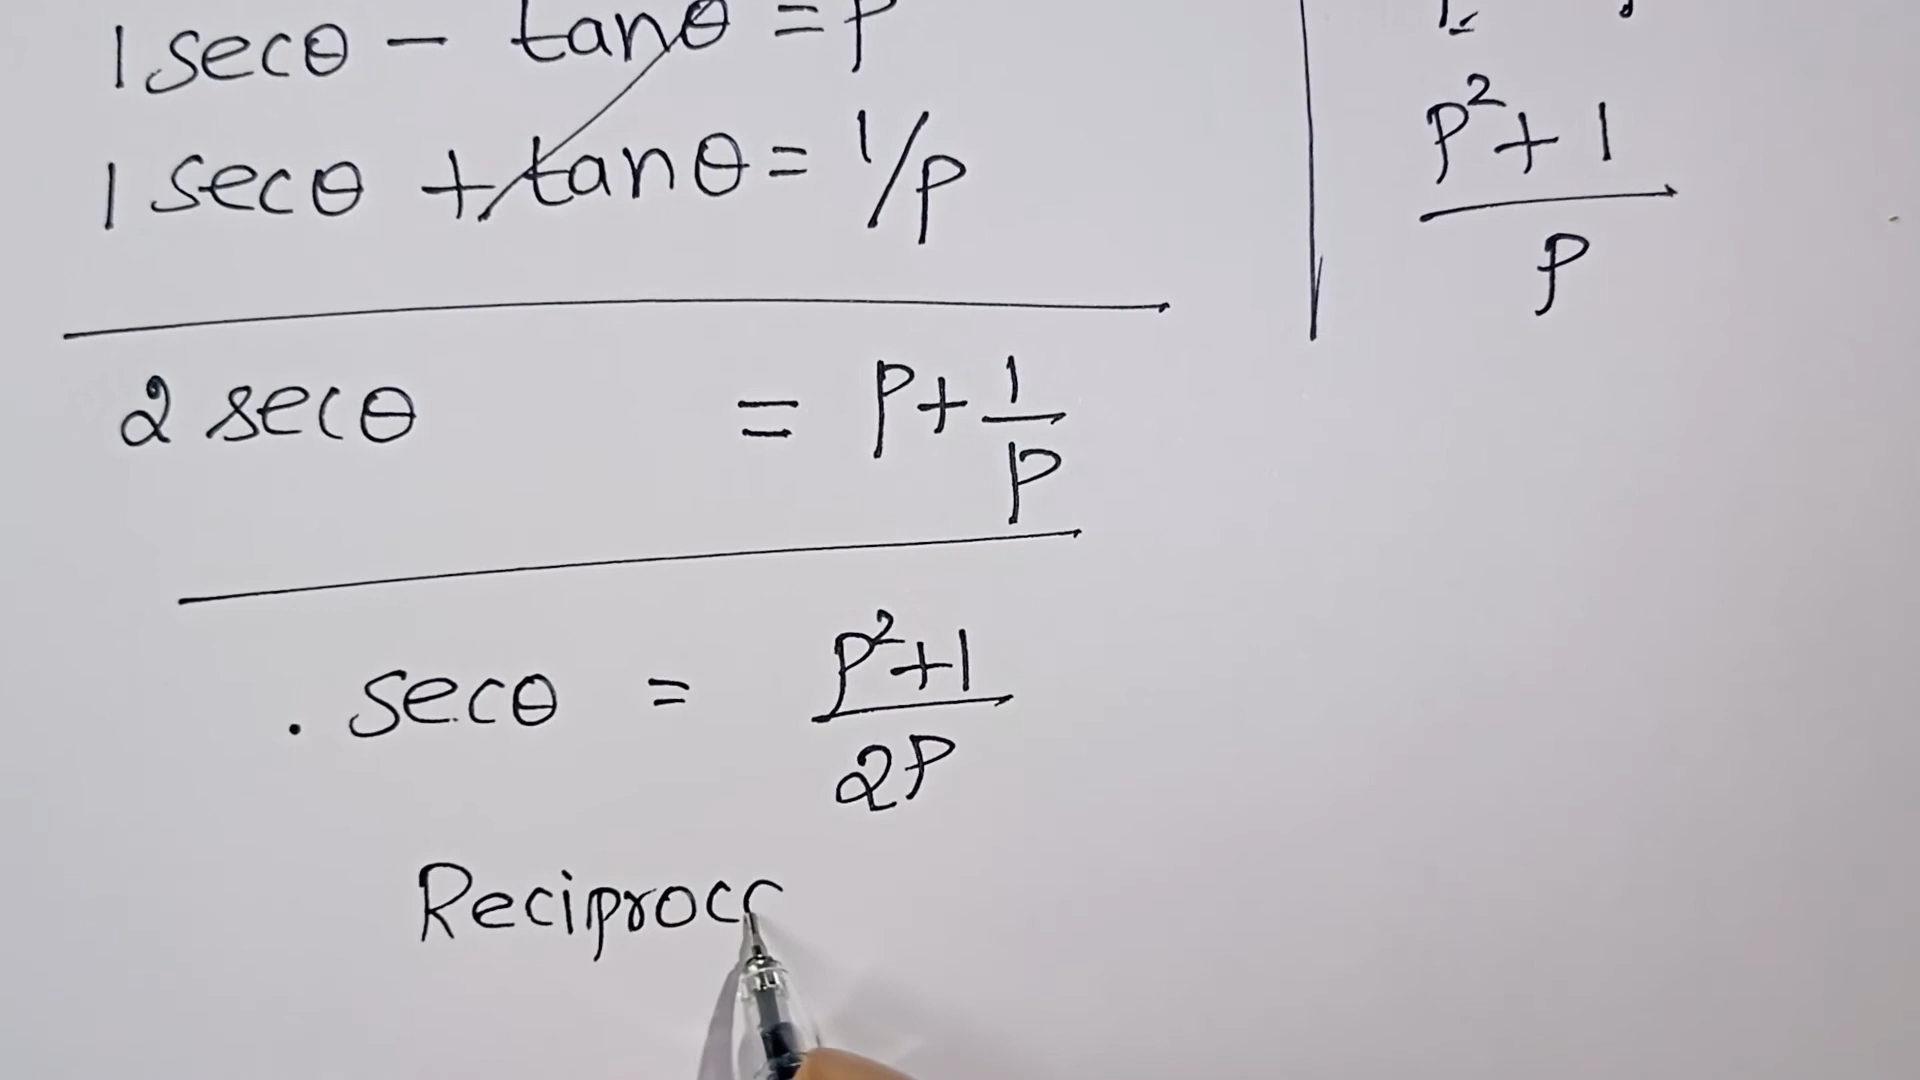 1 secθ − tanθ = P
1 secθ + tanθ = 1/P
2 secθ = P + 1/P
. secθ = P²+1/2P
Reciproc
P²+1
P